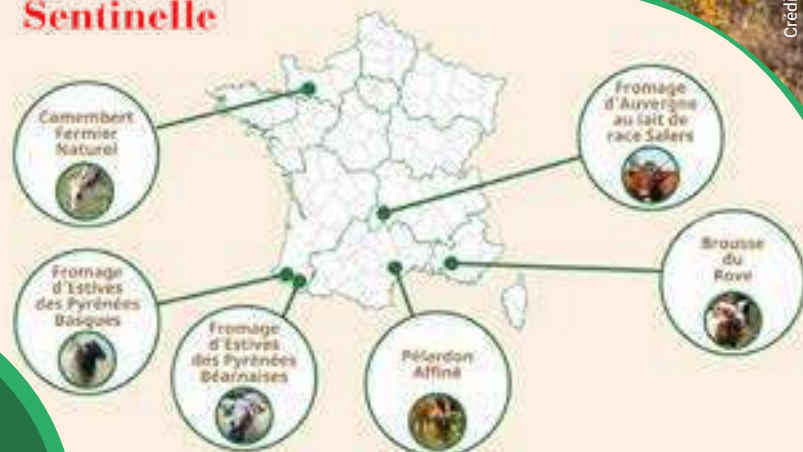 Sentinelle
Crédi
Camembert
Fermier
Naturel
Fromage
d'Auvergne
au lait de
race Salers
Fromage
d'Estives
des Pyrénées
Basques
Fromage
d'Estives
des Pyrénées
Béarnaises
Pélardon
Affiné
Brousse
du
Rove